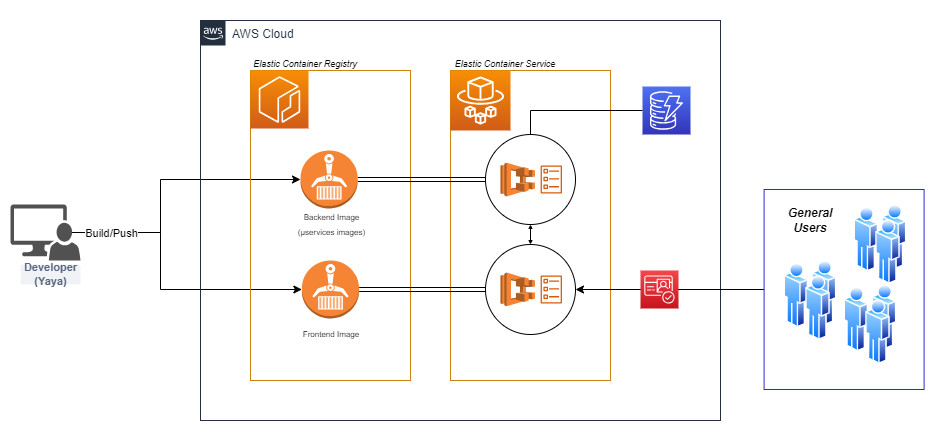 aws
AWS Cloud
Elastic Container Registry
Elastic Container Service
Backend Image
(µservices images)
Build/Push
Developer
(Yaya)
Frontend Image
General
Users